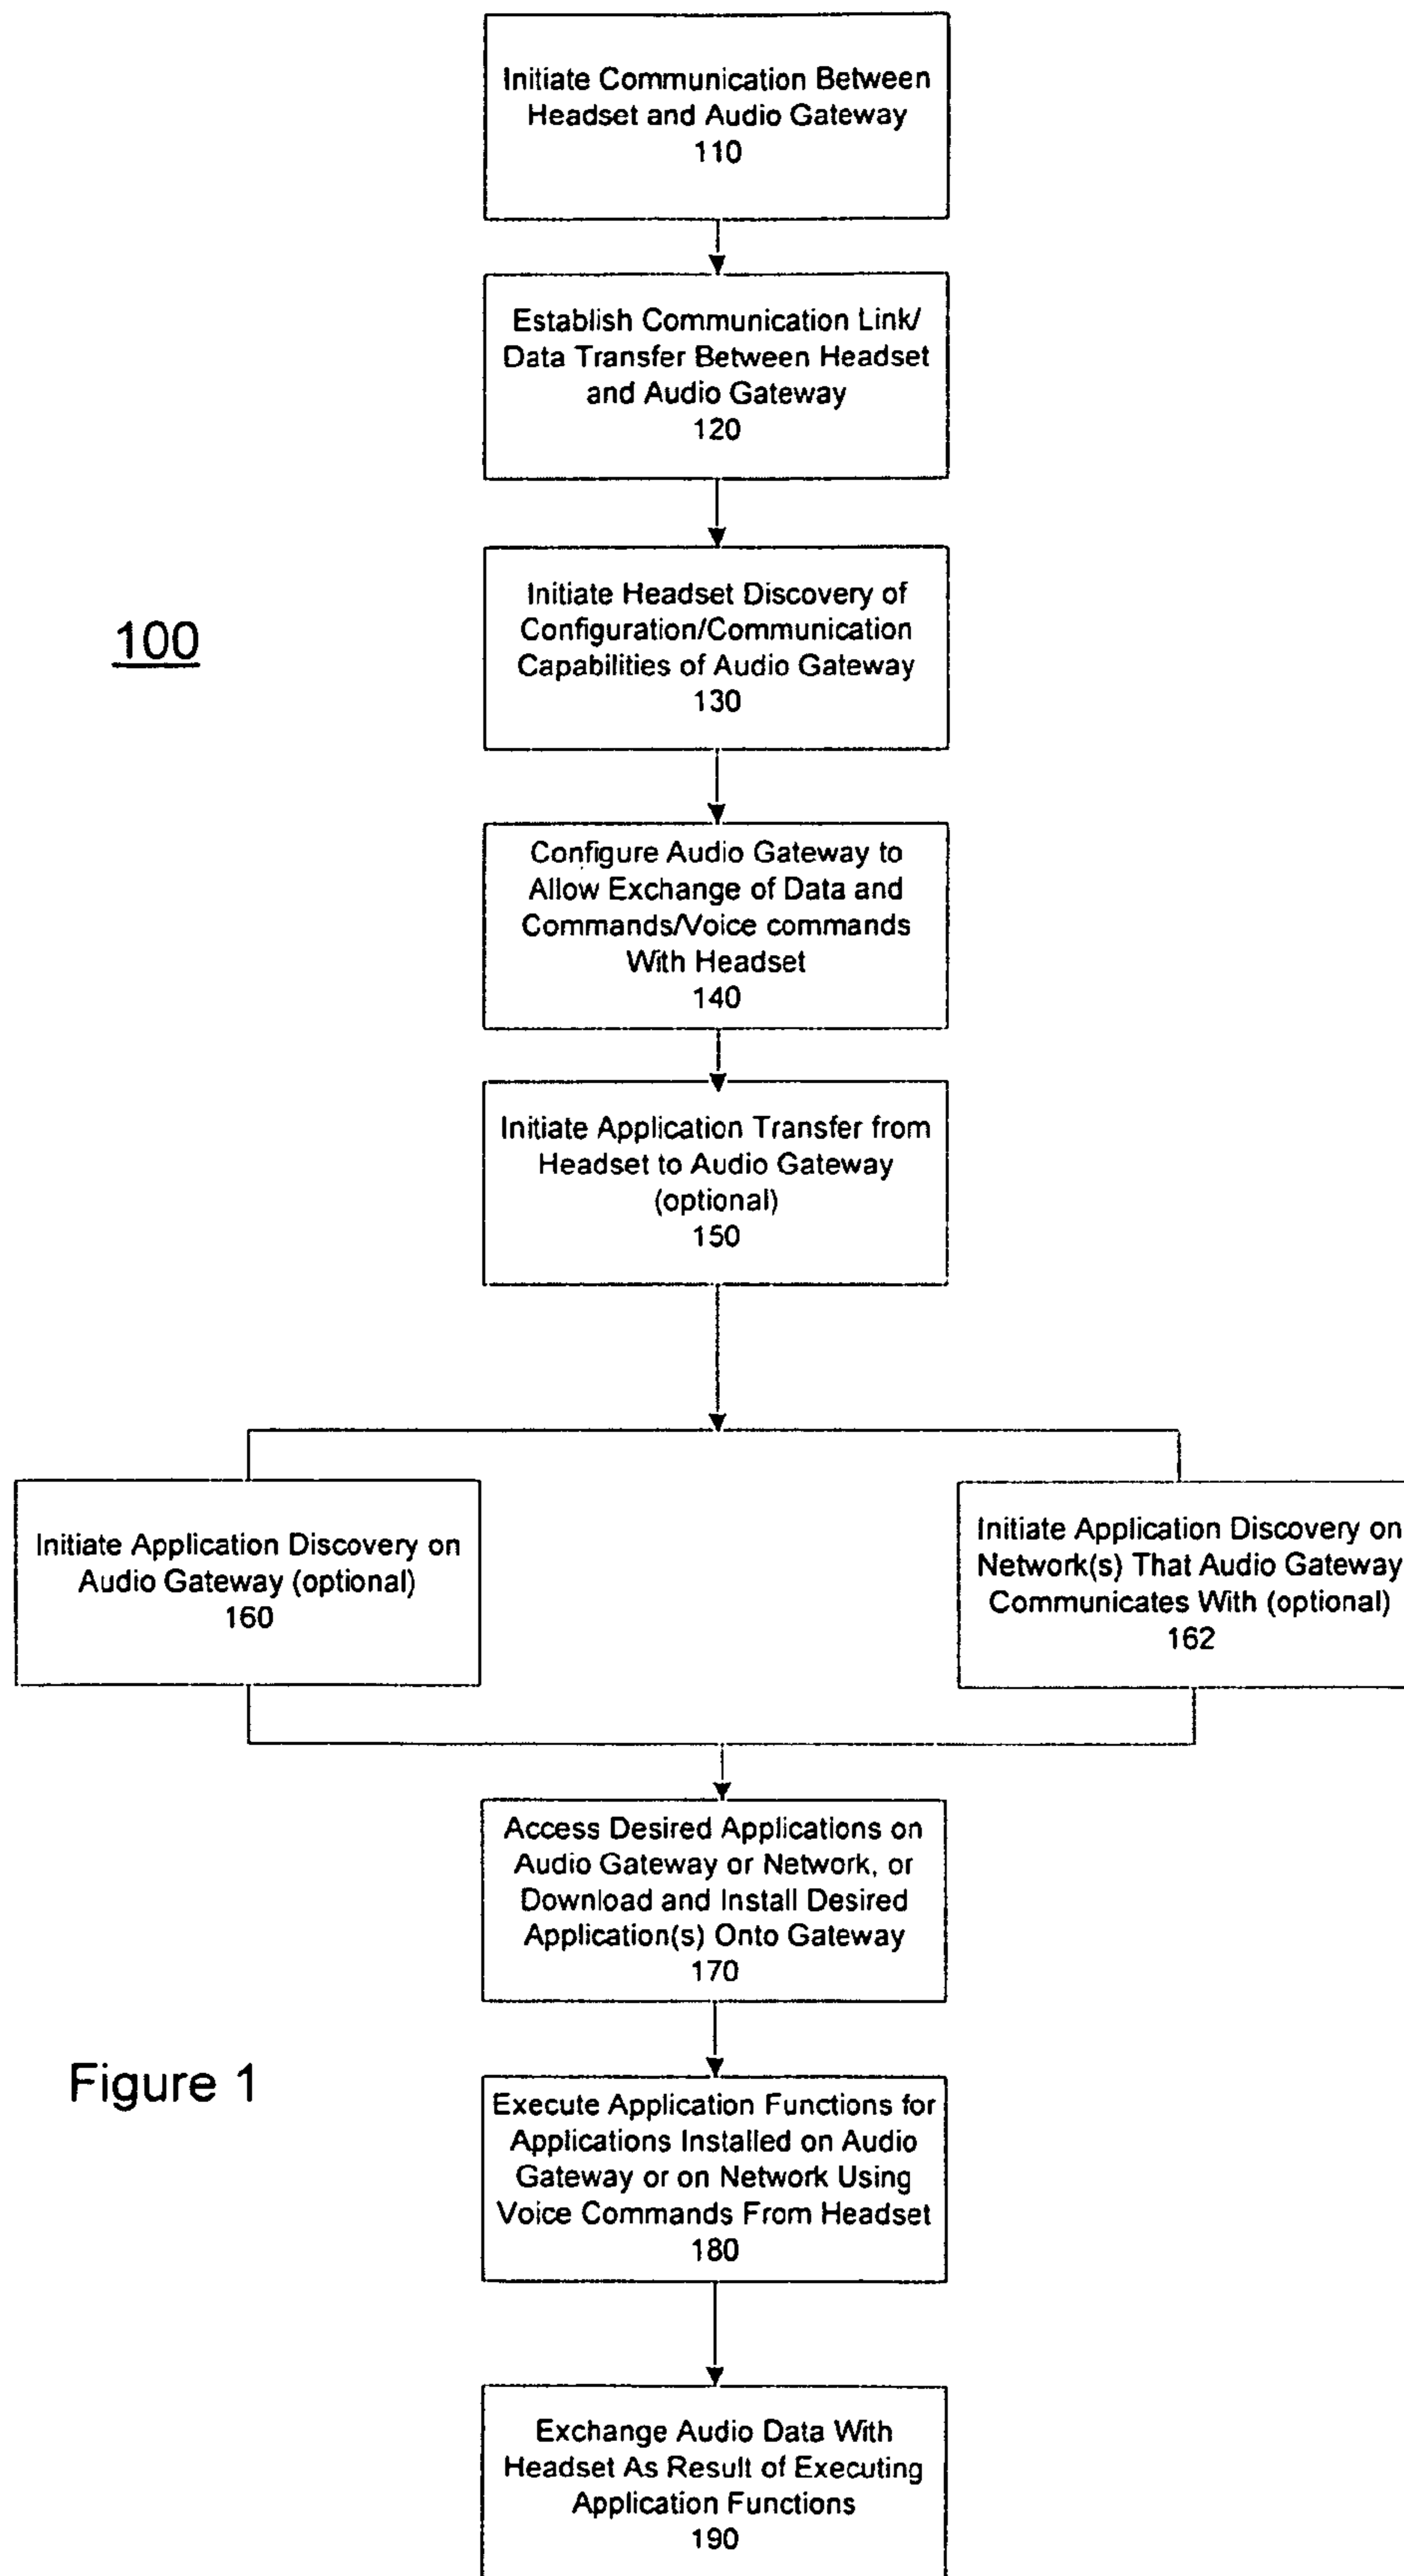 Initiate Communication Between
Headset and Audio Gateway
110
Establish Communication Link/
Data Transfer Between Headset
and Audio Gateway
120
100
Initiate Headset Discovery of
Configuration/Communication
Capabilities of Audio Gateway
130
Configure Audio Gateway to
Allow Exchange of Data and
Commands/Voice commands
With Headset
140
Initiate Application Transfer from
Headset to Audio Gateway
(optional)
150
Initiate Application Discovery on
Audio Gateway (optional)
160
Initiate Application Discovery on
Network(s) That Audio Gateway
Communicates With (optional)
162
Access Desired Applications on
Audio Gateway or Network, or
Download and Install Desired
Application(s) Onto Gateway
170
Figure 1
Execute Application Functions for
Applications Installed on Audio
Gateway or on Network Using
Voice Commands From Headset
180
Exchange Audio Data With
Headset As Result of Executing
Application Functions
190